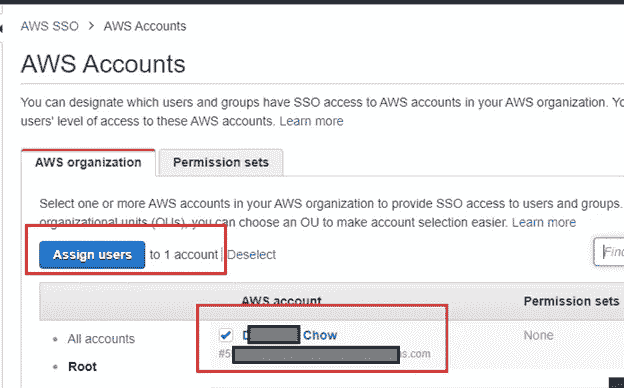 AWS SSO > AWS Accounts
AWS Accounts
You can designate which users and groups have SSO access to AWS accounts in your AWS organization.
users' level of access to these AWS accounts. Learn more
AWS organization Permission sets
Select one or more AWS accounts in your AWS organization to provide SSO access to users and groups.
organizational units (OUs), you can choose an OU to make account selection easier. Learn more
Assign users to 1 account | Deselect
AWS account Permission sets
All accounts
D Chow None
#5 s.com
Root